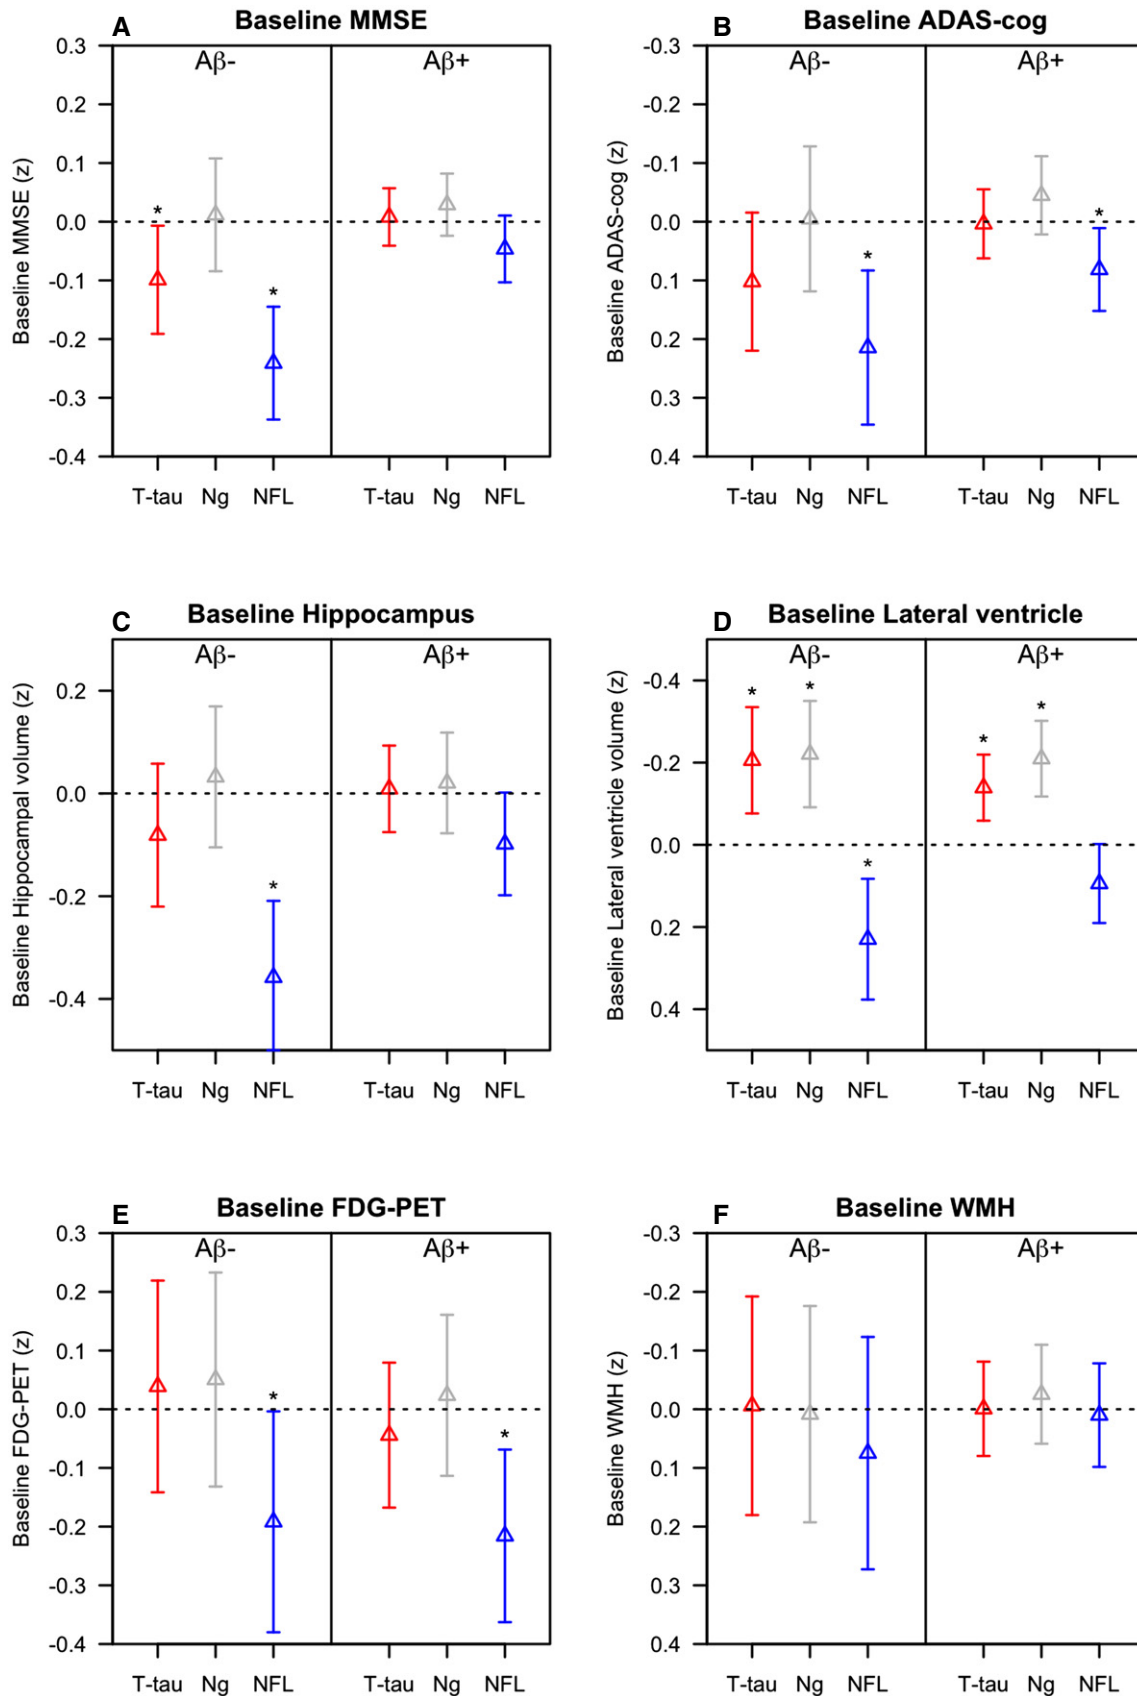 A Baseline MMSE
Aβ- Aβ+
Baseline MMSE (z)
0.3
0.2
0.1
0.0
-0.1
-0.2
-0.3
-0.4
* *
T-tau Ng NFL T-tau Ng NFL
B Baseline ADAS-cog
Aβ- Aβ+
Baseline ADAS-cog (z)
-0.3
-0.2
-0.1
0.0
0.1
0.2
0.3
0.4
* *
T-tau Ng NFL T-tau Ng NFL
C Baseline Hippocampus
Aβ- Aβ+
Baseline Hippocampal volume (z)
0.2
0.0
-0.2
-0.4
*
T-tau Ng NFL T-tau Ng NFL
D Baseline Lateral ventricle
Aβ- Aβ+
Baseline Lateral ventricle volume (z)
-0.4
-0.2
0.0
0.2
0.4
* * * * *
T-tau Ng NFL T-tau Ng NFL
E Baseline FDG-PET
Aβ- Aβ+
Baseline FDG-PET (z)
0.3
0.2
0.1
0.0
-0.1
-0.2
-0.3
-0.4
* *
T-tau Ng NFL T-tau Ng NFL
F Baseline WMH
Aβ- Aβ+
Baseline WMH (z)
-0.3
-0.2
-0.1
0.0
0.1
0.2
0.3
0.4
T-tau Ng NFL T-tau Ng NFL